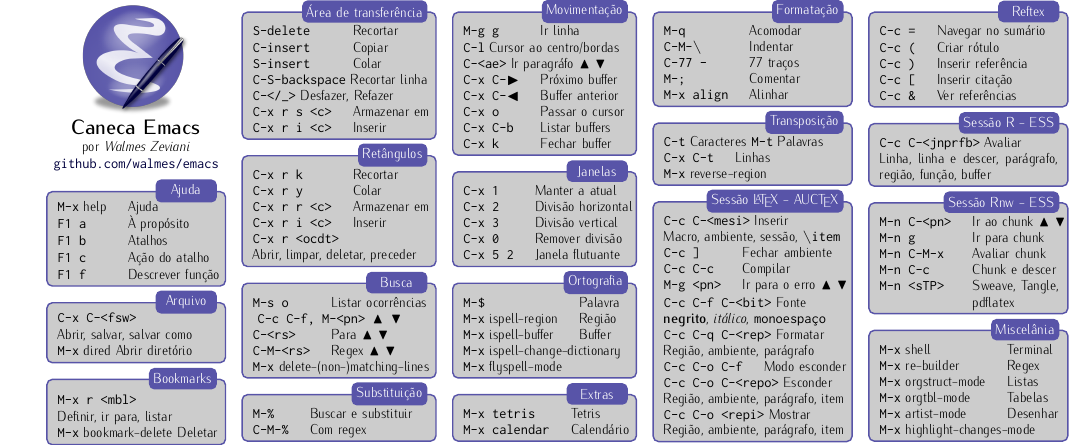 Caneca Emacs
por Walmes Zeviani
github.com/walmes/emacs
Ajuda
M-x help Ajuda
F1 a À propósito
F1 b Atalhos
F1 c Ação do atalho
F1 f Descrever função
Arquivo
C-x C-<fsw>
Abrir, salvar, salvar como
M-x dired Abrir diretório
Bookmarks
M-x r <mbl>
Definir, ir para, listar
M-x bookmark-delete Deletar
Área de transferência
S-delete Recortar
C-insert Copiar
S-insert Colar
C-S-backspace Recortar linha
C-</_> Desfazer, Refazer
C-x r s <c> Armazenar em
C-x r i <c> Inserir
Retângulos
C-x r k Recortar
C-x r y Colar
C-x r r <c> Armazenar em
C-x r i <c> Inserir
C-x r <ocdt>
Abrir, limpar, deletar, preceder
Busca
M-s o Listar ocorrências
C-c C-f, M-<pn> ▲ ▼
C-<rs> Para ▲ ▼
C-M-<rs> Regex ▲ ▼
M-x delete-(non-)matching-lines
Substituição
M-% Buscar e substituir
C-M-% Com regex
Movimentação
M-g g Ir linha
C-l Cursor ao centro/bordas
C-<ae> Ir paragráfo ▲ ▼
C-x C-▶ Próximo buffer
C-x C-◀ Buffer anterior
C-x o Passar o cursor
C-x C-b Listar buffers
C-x k Fechar buffer
Janelas
C-x 1 Manter a atual
C-x 2 Divisão horizontal
C-x 3 Divisão vertical
C-x 0 Remover divisão
C-x 5 2 Janela flutuante
Ortografia
M-$ Palavra
M-x ispell-region Região
M-x ispell-buffer Buffer
M-x ispell-change-dictionary
M-x flyspell-mode
Extras
M-x tetris Tetris
M-x calendar Calendário
Formatação
M-q Acomodar
C-M-\ Indentar
C-77 - 77 traços
M-; Comentar
M-x align Alinhar
Transposição
C-t Caracteres M-t Palavras
C-x C-t Linhas
M-x reverse-region
Sessão LATEX - AUCTEX
C-c C-<mesi> Inserir
Macro, ambiente, sessão, \item
C-c ] Fechar ambiente
C-c C-c Compilar
M-g <pn> Ir para o erro ▲ ▼
C-c C-f C-<bit> Fonte
negrito, itálico, monoespaço
C-c C-q C-<rep> Formatar
Região, ambiente, parágrafo
C-c C-o C-f Modo esconder
C-c C-o C-<repo> Esconder
Região, ambiente, parágrafo, item
C-c C-o <repi> Mostrar
Região, ambiente, parágrafo, item
Reftex
C-c = Navegar no sumário
C-c ( Criar rótulo
C-c ) Inserir referência
C-c [ Inserir citação
C-c & Ver referências
Sessão R - ESS
C-c C-<jnprfb> Avaliar
Linha, linha e descer, parágrafo,
região, função, buffer
Sessão Rnw - ESS
M-n C-<pn> Ir ao chunk ▲ ▼
M-n g Ir para chunk
M-n C-M-x Avaliar chunk
M-n C-c Chunk e descer
M-n <sTP> Sweave, Tangle,
pdflatex
Miscelânia
M-x shell Terminal
M-x re-builder Regex
M-x orgstruct-mode Listas
M-x orgtbl-mode Tabelas
M-x artist-mode Desenhar
M-x highlight-changes-mode